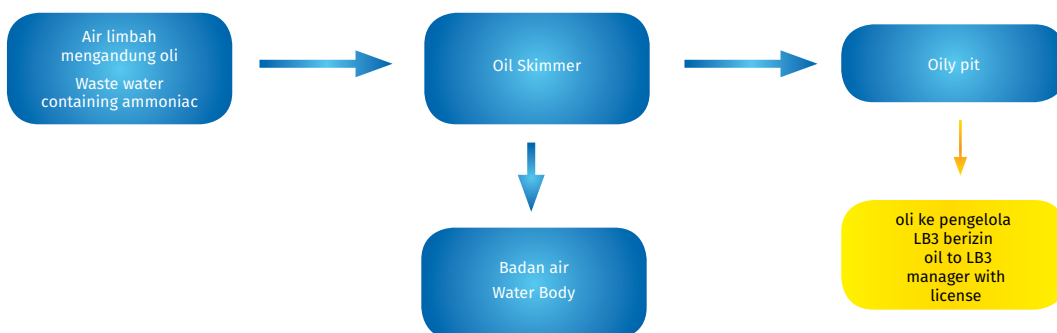 Air limbah
mengandung oli
Waste water
containing ammoniac
Oil Skimmer
Oily pit
Badan air
Water Body
oli ke pengelola
LB3 berizin
oil to LB3
manager with
license